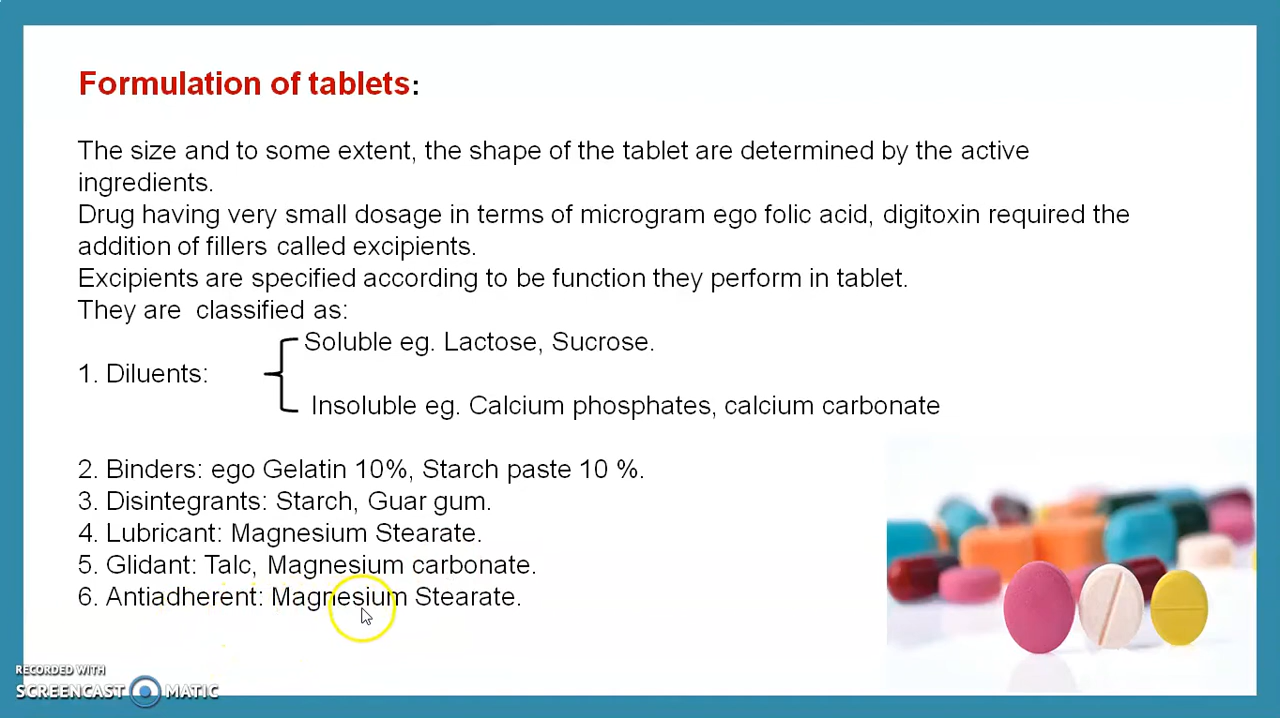 Formulation of tablets:
The size and to some extent, the shape of the tablet are determined by the active
ingredients.
Drug having very small dosage in terms of microgram ego folic acid, digitoxin required the
addition of fillers called excipients.
Excipients are specified according to be function they perform in tablet.
They are classified as:
Soluble eg. Lactose, Sucrose.
1. Diluents:
Insoluble eg. Calcium phosphates, calcium carbonate
2. Binders: ego Gelatin 10%, Starch paste 10 %.
3. Disintegrants: Starch, Guar gum.
4. Lubricant: Magnesium Stearate.
5. Glidant: Talc, Magnesium carbonate.
6. Antiadherent: Magnesium Stearate.
RECORDED WITH
SCREENCAST MATIC